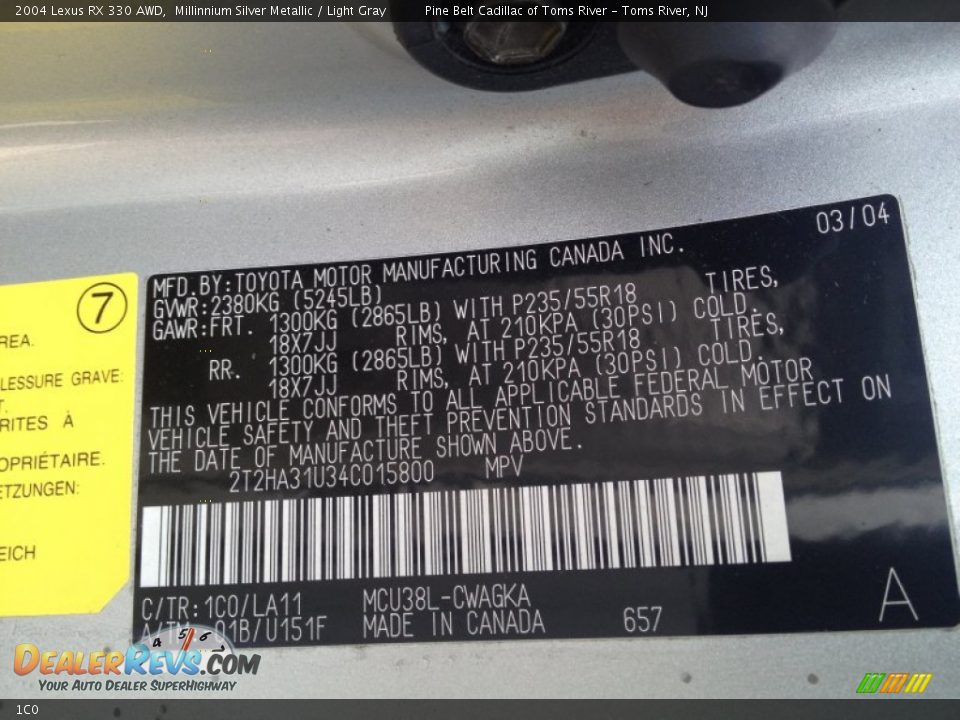 2004 Lexus RX 330 AWD, Millinnium Silver Metallic / Light Gray Pine Belt Cadillac of Toms River - Toms River, NJ
03/04
MFD.BY:TOYOTA MOTOR MANUFACTURING CANADA INC.
GVWR:2380KG (5245LB)
GAWR:FRT. 1300KG (2865LB) WITH P235/55R18 TIRES,
18X7JJ RIMS, AT 210KPA (30PSI) COLD.
RR. 1300KG (2865LB) WITH P235/55R18 TIRES,
18X7JJ RIMS, AT 210KPA (30PSI) COLD.
THIS VEHICLE CONFORMS TO ALL APPLICABLE FEDERAL MOTOR
VEHICLE SAFETY AND THEFT PREVENTION STANDARDS IN EFFECT ON
THE DATE OF MANUFACTURE SHOWN ABOVE.
2T2HA31U34C015800 MPV
C/TR:1C0/LA11 MCU38L-CWAGKA
01B/U151F MADE IN CANADA 657
A
7
REA.
LESSURE GRAVE:
T.
RITES À
OPRIÉTAIRE.
ETZUNGEN:
EICH
4 5 6
DEALERREVS.COM
YOUR AUTO DEALER SUPERHIGHWAY
1C0